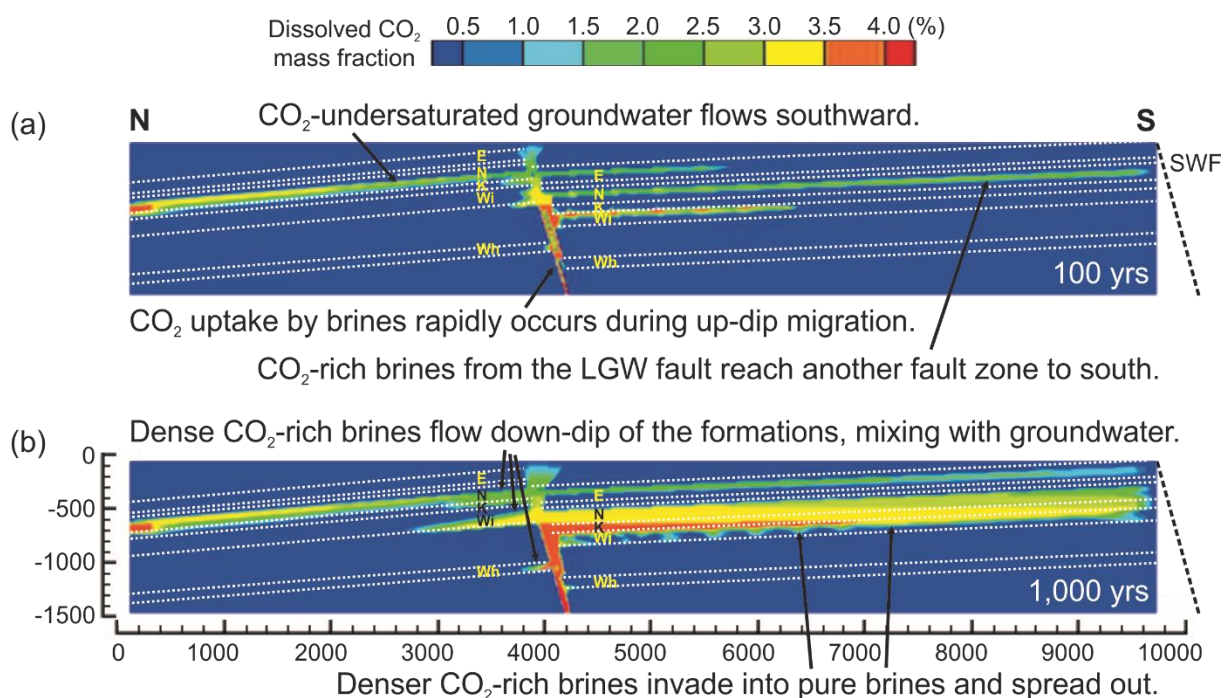 Dissolved CO₂ 0.5 1.0 1.5 2.0 2.5 3.0 3.5 4.0 (%)
mass fraction
(a) N CO₂-undersaturated groundwater flows southward. S
SWF
E
N
K
Wi
Wh
E
N
K
Wi
Wh
100 yrs
CO₂ uptake by brines rapidly occurs during up-dip migration.
CO₂-rich brines from the LGW fault reach another fault zone to south.
(b) Dense CO₂-rich brines flow down-dip of the formations, mixing with groundwater.
0
-500
-1000
-1500
E
N
K
Wi
Wh
E
N
K
Wi
Wh
1,000 yrs
0 1000 2000 3000 4000 5000 6000 7000 8000 9000 10000
Denser CO₂-rich brines invade into pure brines and spread out.